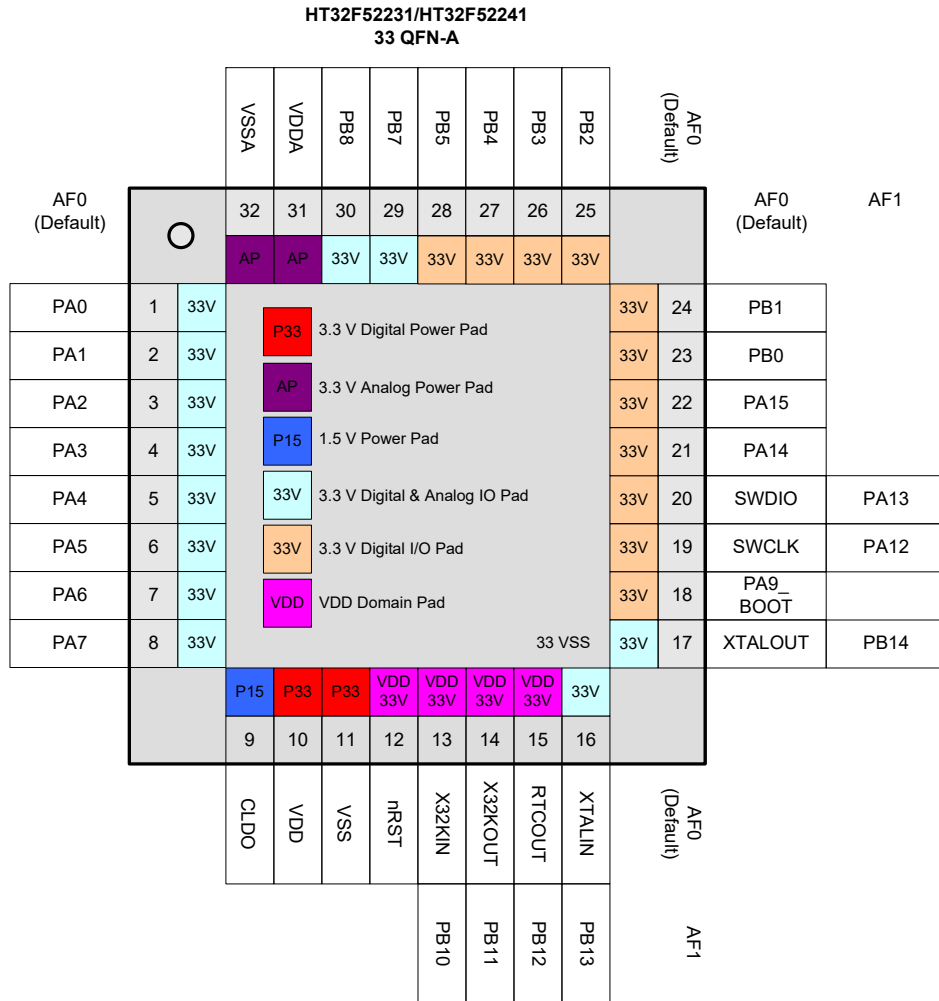 HT32F52231/HT32F52241
33 QFN-A
VSSA
VDDA
PB8
PB7
PB5
PB4
PB3
PB2
AF0
(Default)
AF0
(Default)
32 31 30 29 28 27 26 25
AF0
(Default)
AF1
AP AP 33V 33V 33V 33V 33V 33V
PA0 1 33V
PA1 2 33V
PA2 3 33V
PA3 4 33V
PA4 5 33V
PA5 6 33V
PA6 7 33V
PA7 8 33V
P33 3.3 V Digital Power Pad
AP 3.3 V Analog Power Pad
P15 1.5 V Power Pad
33V 3.3 V Digital & Analog IO Pad
33V 3.3 V Digital I/O Pad
VDD VDD Domain Pad
33 VSS
33V 24 PB1
33V 23 PB0
33V 22 PA15
33V 21 PA14
33V 20 SWDIO PA13
33V 19 SWCLK PA12
33V 18 PA9_
BOOT
33V 17 XTALOUT PB14
P15 P33 P33 VDD
33V VDD
33V VDD
33V VDD
33V 33V
9 10 11 12 13 14 15 16
CLDO
VDD
VSS
nRST
X32KIN
X32KOUT
RTCOUT
XTALIN
AF0
(Default)
PB10
PB11
PB12
PB13
AF1